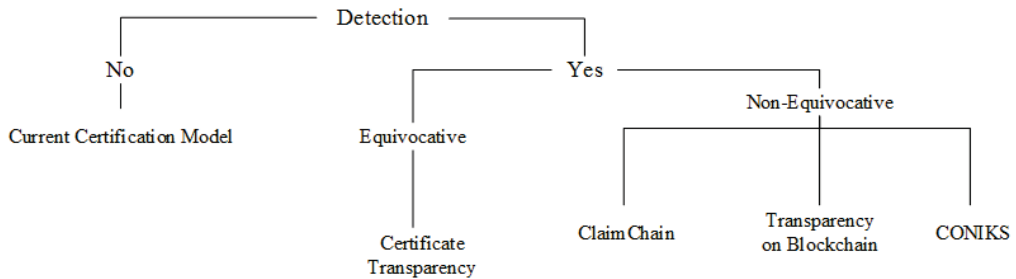 Detection
No
Yes
Non-Equivocative
Current Certification Model
Equivocative
ClaimChain
Transparency
on Blockchain
CONIKS
Certificate
Transparency